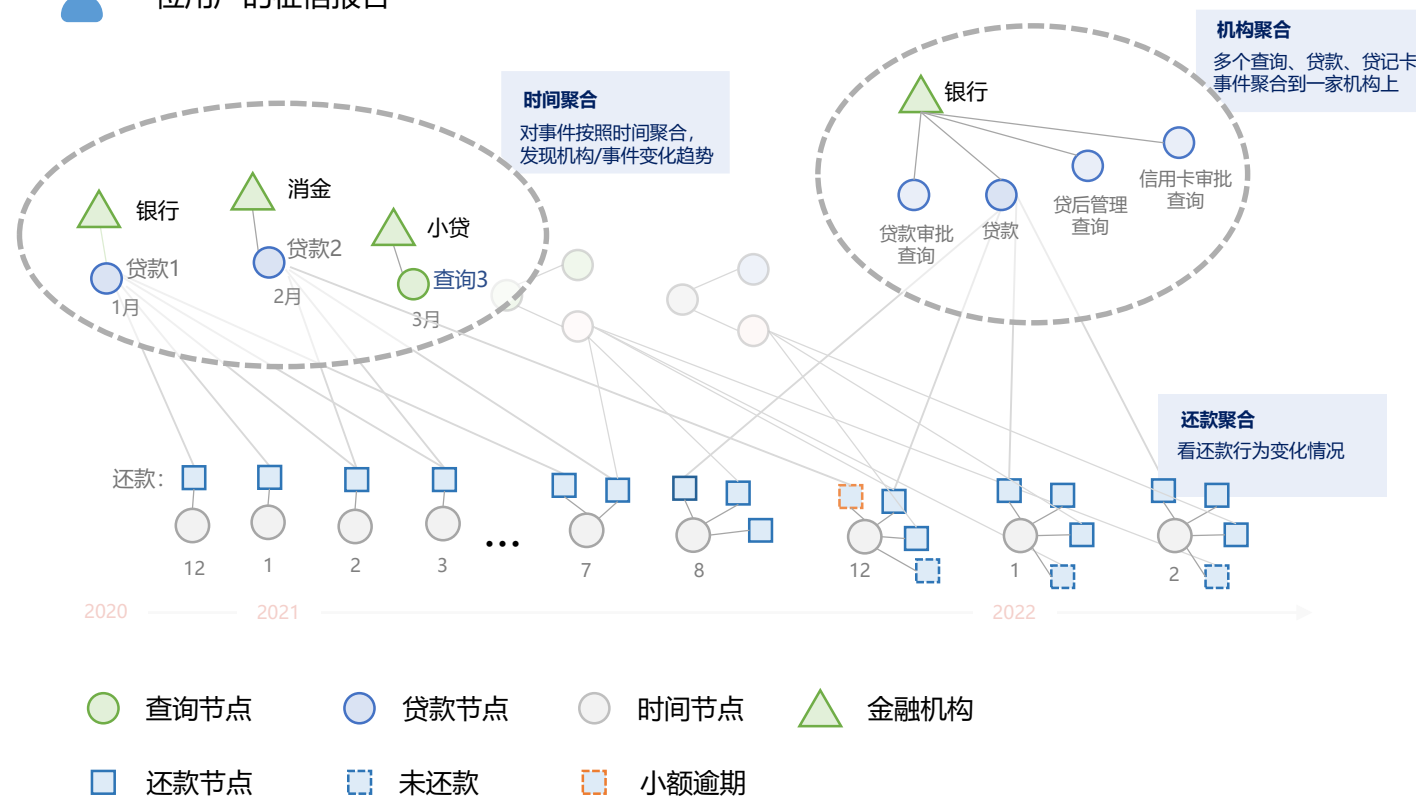 位用户的征信报告
机构聚合
多个查询、贷款、贷记卡
事件聚合到一家机构上
时间聚合
对事件按照时间聚合，
发现机构/事件变化趋势
银行
消金
小贷
贷款1
贷款2
查询3
1月
2月
3月
银行
贷款审批
查询
贷款
贷后管理
查询
信用卡审批
查询
还款聚合
看还款行为变化情况
还款：
12
1
2
3
...
7
8
12
1
2
2020
2021
2022
查询节点
贷款节点
时间节点
金融机构
还款节点
未还款
小额逾期